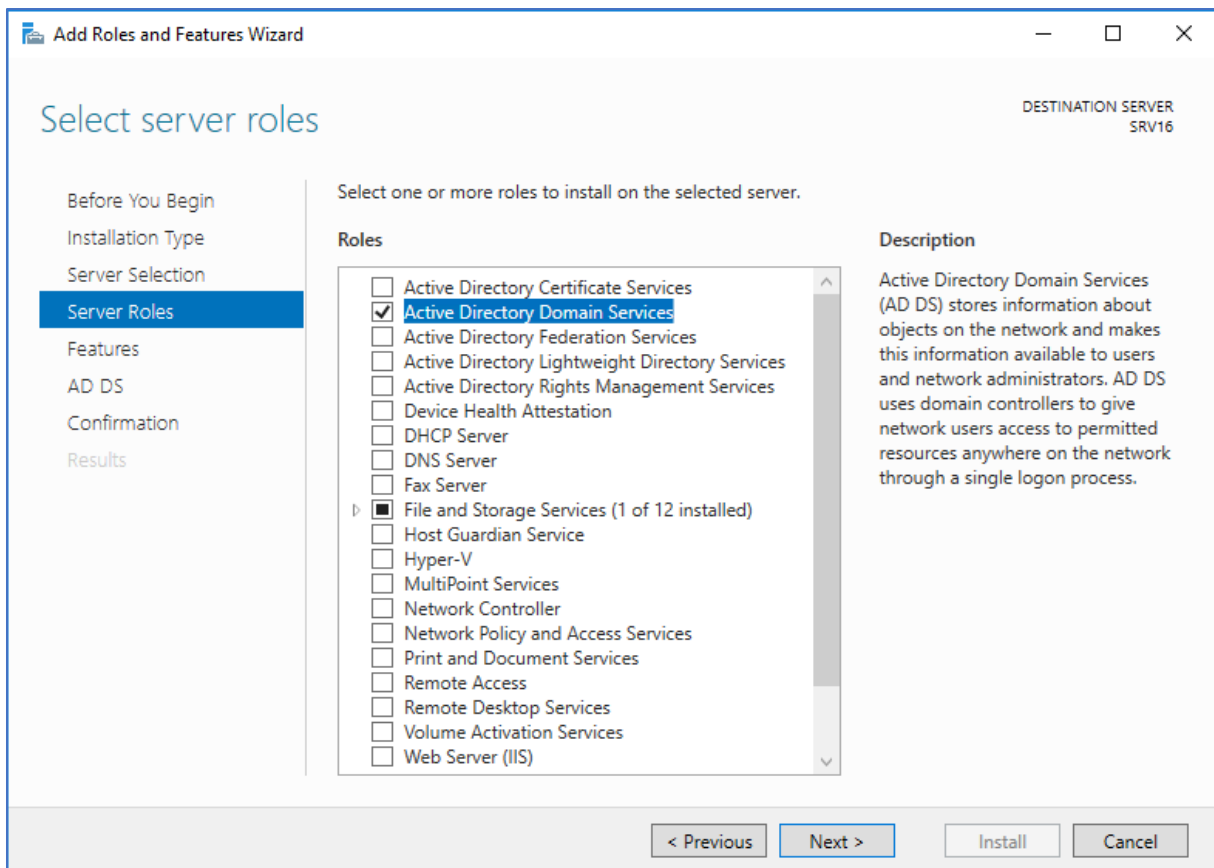 Add Roles and Features Wizard
Select server roles
DESTINATION SERVER
SRV16
Before You Begin
Installation Type
Server Selection
Server Roles
Features
AD DS
Confirmation
Results
Select one or more roles to install on the selected server.
Roles
Active Directory Certificate Services
Active Directory Domain Services
Active Directory Federation Services
Active Directory Lightweight Directory Services
Active Directory Rights Management Services
Device Health Attestation
DHCP Server
DNS Server
Fax Server
File and Storage Services (1 of 12 installed)
Host Guardian Service
Hyper-V
MultiPoint Services
Network Controller
Network Policy and Access Services
Print and Document Services
Remote Access
Remote Desktop Services
Volume Activation Services
Web Server (IIS)
Description
Active Directory Domain Services
(AD DS) stores information about
objects on the network and makes
this information available to users
and network administrators. AD DS
uses domain controllers to give
network users access to permitted
resources anywhere on the network
through a single logon process.
< Previous
Next >
Install
Cancel